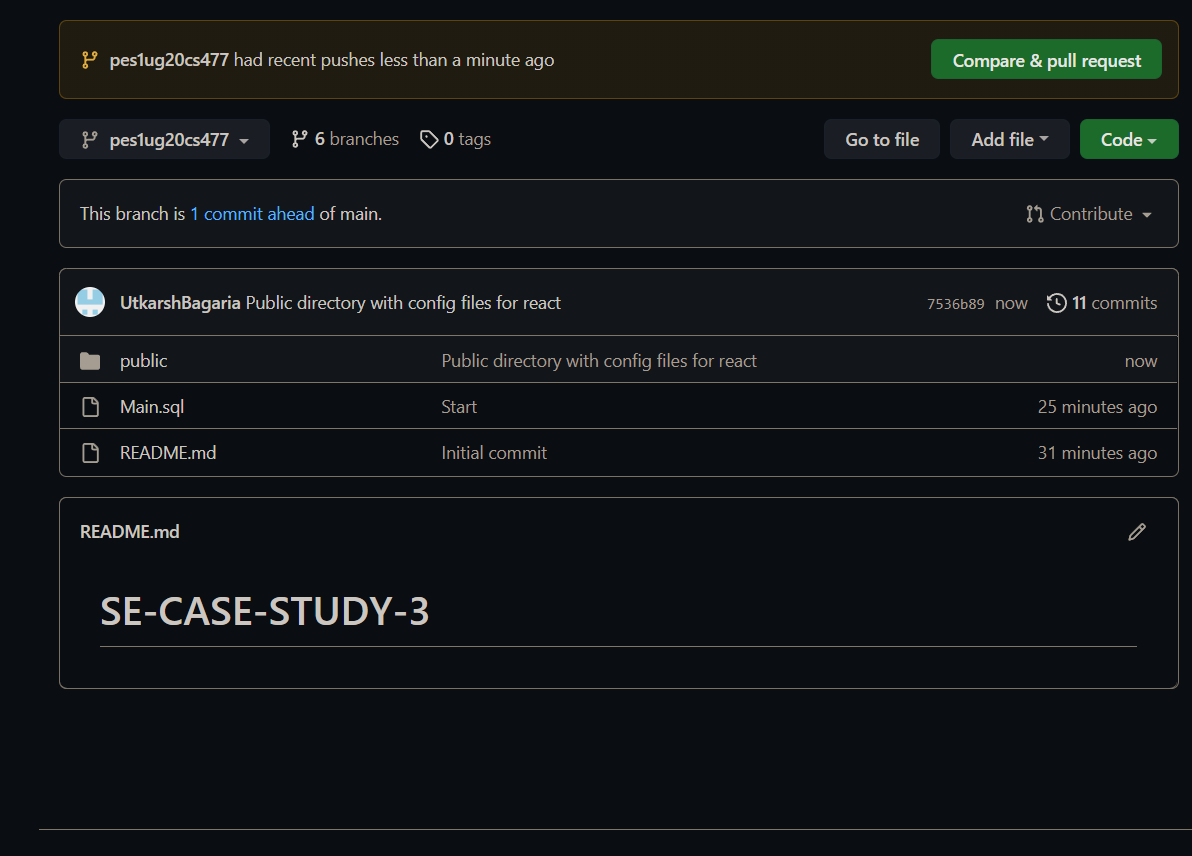 pes1ug20cs477 had recent pushes less than a minute ago Compare & pull request
pes1ug20cs477 6 branches 0 tags Go to file Add file Code
This branch is 1 commit ahead of main. Contribute
UtkarshBagaria Public directory with config files for react 7536b89 now 11 commits
public Public directory with config files for react now
Main.sql Start 25 minutes ago
README.md Initial commit 31 minutes ago
README.md
SE-CASE-STUDY-3